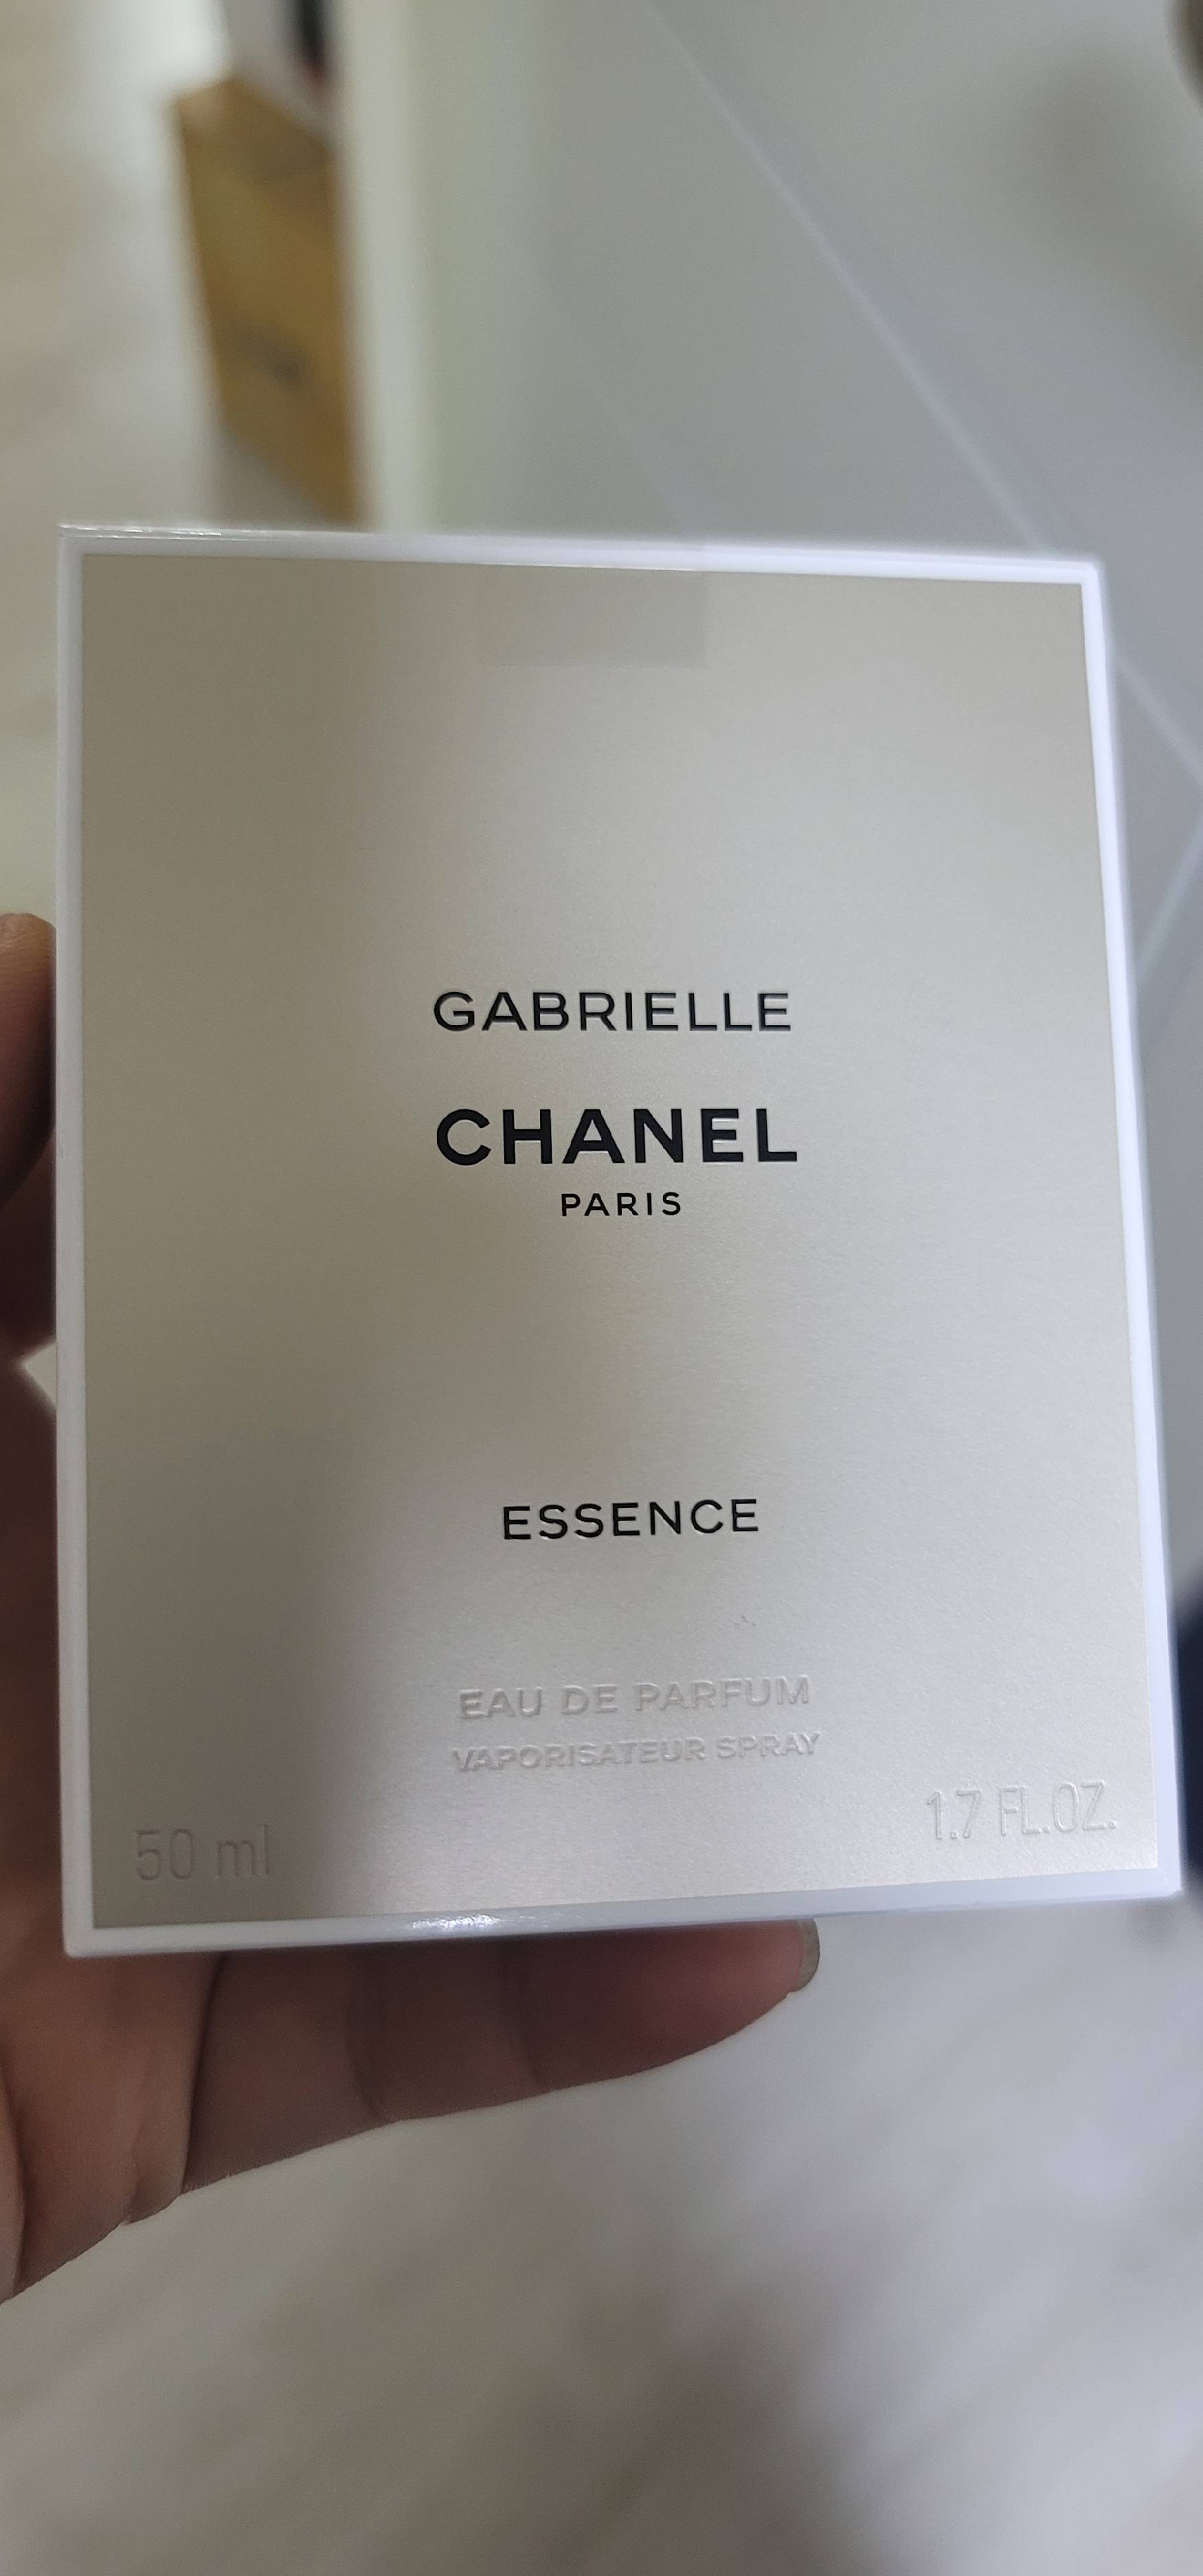 GABRIELLE
CHANEL
PARIS
ESSENCE
EAU DE PARFUM
VAPORISATEUR SPRAY
50 ml
1.7 FL.OZ.